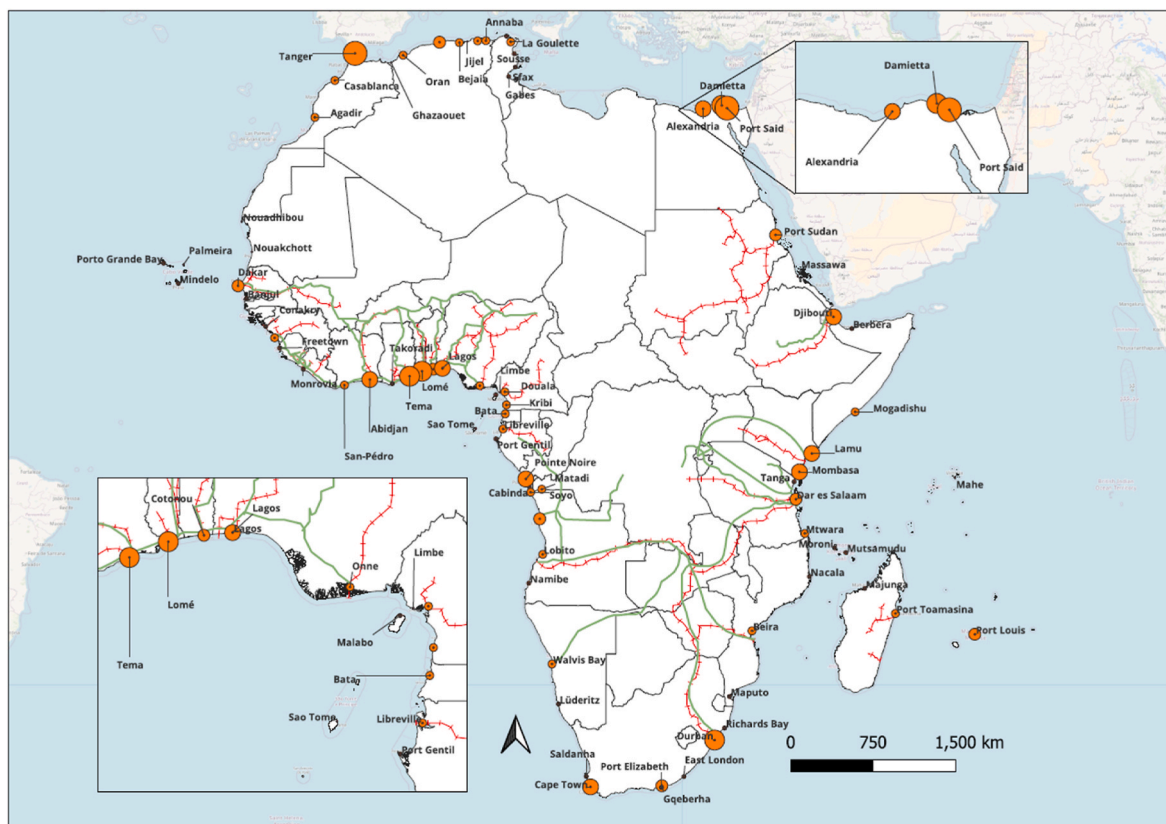 Annaba
Tanger
La Goulette
Jijel
Sousse
Oran
Bejaia
Sfax
Casablanca
Gabes
Ghazaouet
Agadir
Damietta
Alexandria
Port Said
Damietta
Alexandria
Port Said
Nouadhibou
Port Sudan
Nouakchott
Palmeira
Porto Grande Bay
Mindelo
Massawa
Dakar
Banjul
Conakry
Djibouti
Berbera
Freetown
Takoradi
Lagos
Limbe
Monrovia
Tema
Lomé
Douala
Kribi
Abidjan
Bata
Sao Tome
Libreville
Mogadishu
San-Pédro
Port Gentil
Lamu
Pointe Noire
Mombasa
Matadi
Tanga
Mahe
Cabinda
Soyo
Dar es Salaam
Mtwara
Moroni
Mutsamudu
Lobito
Namibe
Nacala
Majunga
Port Toamasina
Port Louis
Beira
Walvis Bay
Lüderitz
Maputo
Richards Bay
Durban
Saldanha
Port Elizabeth
East London
Cape Town
Gqeberha
Cotonou
Lagos
Lagos
Limbe
Onne
Lomé
Malabo
Tema
Bata
Sao Tome
Libreville
Port Gentil
0 750 1,500 km